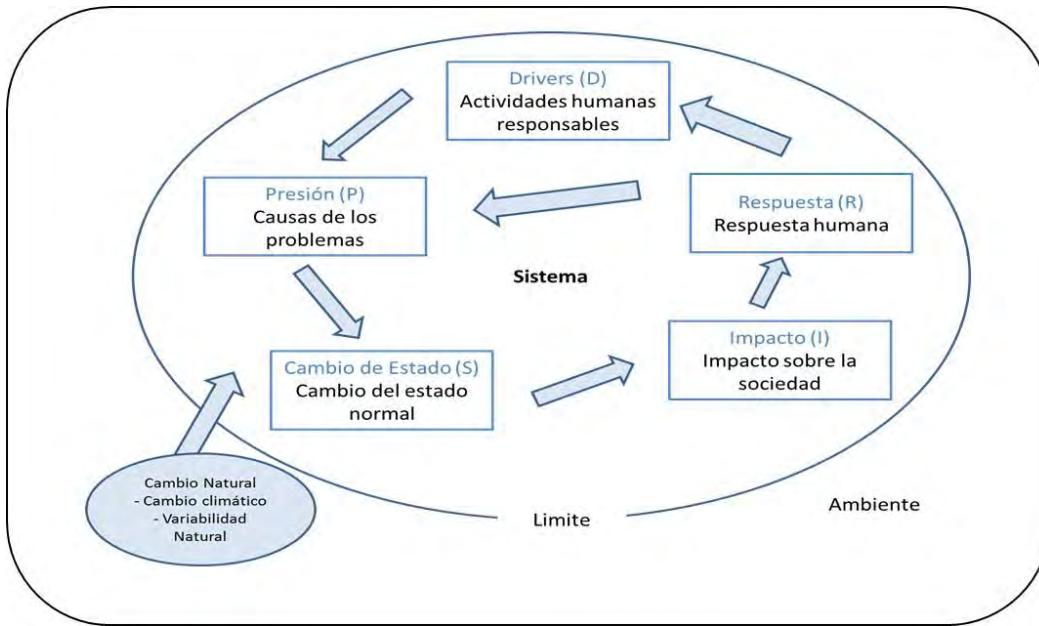 Drivers (D)
Actividades humanas
responsables
Presión (P)
Causas de los
problemas
Respuesta (R)
Respuesta humana
Sistema
Cambio de Estado (S)
Cambio del estado
normal
Impacto (I)
Impacto sobre la
sociedad
Cambio Natural
- Cambio climático
- Variabilidad
Natural
Limite
Ambiente